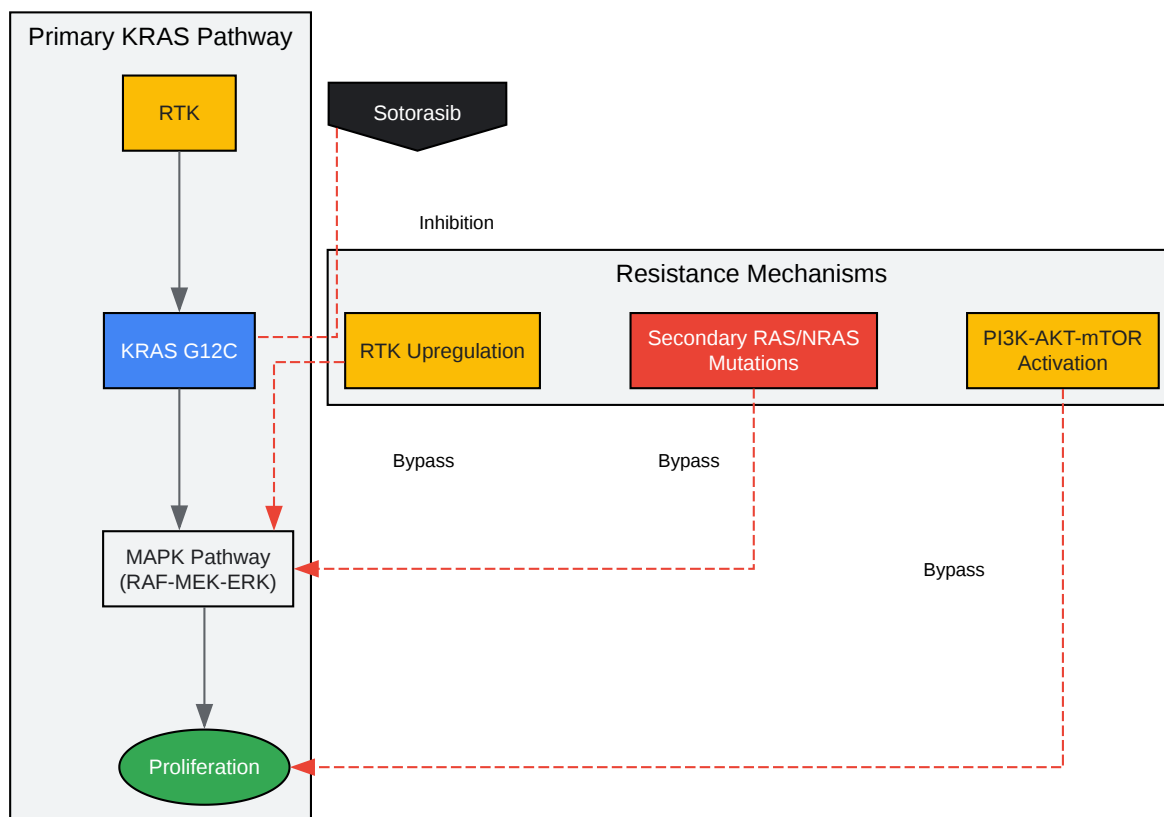 Primary KRAS Pathway
RTK
Sotorasib
Inhibition
Resistance Mechanisms
KRAS G12C
RTK Upregulation
Secondary RAS/NRAS
Mutations
PI3K-AKT-mTOR
Activation
Bypass
Bypass
MAPK Pathway
(RAF-MEK-ERK)
Bypass
Proliferation